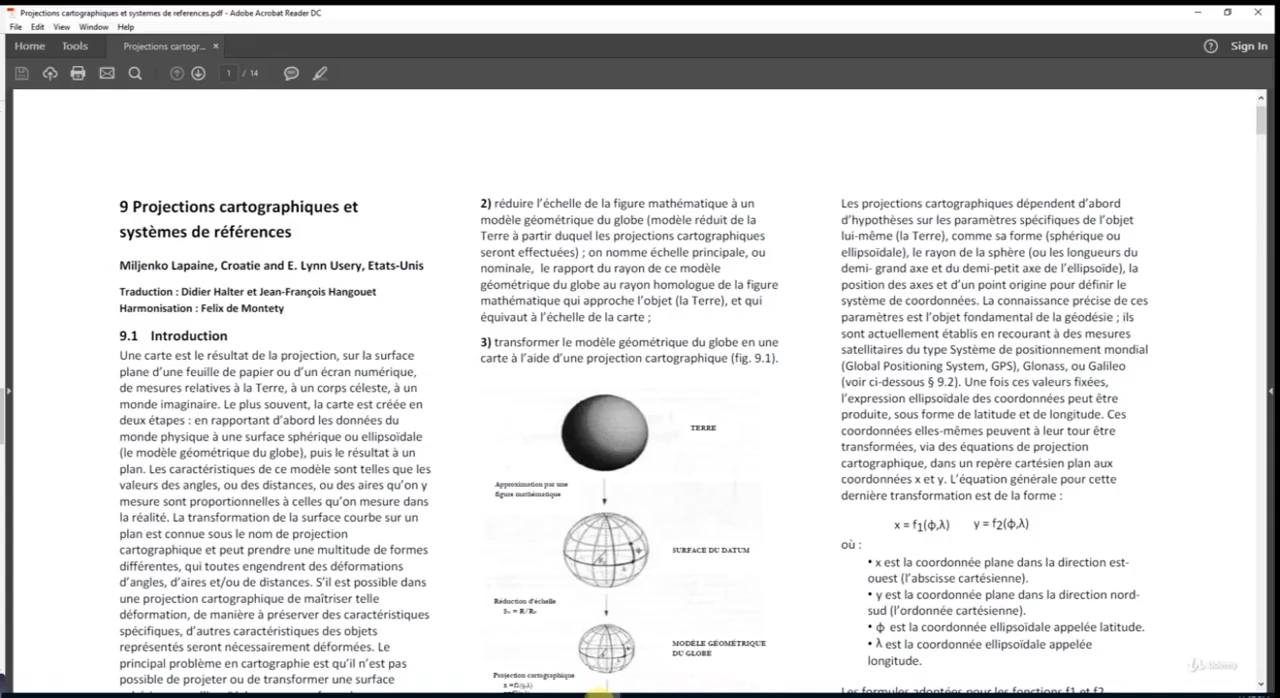 Projections cartographiques et systemes de references.pdf - Adobe Acrobat Reader DC
File Edit View Window Help
Home Tools Projections cartogr... × Sign In
1 / 14
9 Projections cartographiques et
systèmes de références
Miljenko Lapaine, Croatie and E. Lynn Usery, Etats-Unis
Traduction : Didier Halter et Jean-François Hangouet
Harmonisation : Felix de Montety
9.1 Introduction
Une carte est le résultat de la projection, sur la surface
plane d’une feuille de papier ou d’un écran numérique,
de mesures relatives à la Terre, à un corps céleste, à un
monde imaginaire. Le plus souvent, la carte est créée en
deux étapes : en rapportant d’abord les données du
monde physique à une surface sphérique ou ellipsoïdale
(le modèle géométrique du globe), puis le résultat à un
plan. Les caractéristiques de ce modèle sont telles que les
valeurs des angles, ou des distances, ou des aires qu’on y
mesure sont proportionnelles à celles qu’on mesure dans
la réalité. La transformation de la surface courbe sur un
plan est connue sous le nom de projection
cartographique et peut prendre une multitude de formes
différentes, qui toutes engendrent des déformations
d’angles, d’aires et/ou de distances. S’il est possible dans
une projection cartographique de maîtriser telle
déformation, de manière à préserver des caractéristiques
spécifiques, d’autres caractéristiques des objets
représentés seront nécessairement déformées. Le
principal problème en cartographie est qu’il n’est pas
possible de projeter ou de transformer une surface
2) réduire l’échelle de la figure mathématique à un
modèle géométrique du globe (modèle réduit de la
Terre à partir duquel les projections cartographiques
seront effectuées) ; on nomme échelle principale, ou
nominale, le rapport du rayon de ce modèle
géométrique du globe au rayon homologue de la figure
mathématique qui approche l’objet (la Terre), et qui
équivaut à l’échelle de la carte ;
3) transformer le modèle géométrique du globe en une
carte à l’aide d’une projection cartographique (fig. 9.1).
TERRE
Approximation par une
figure mathématique
SURFACE DU DATUM
Réduction d'échelle
MODÈLE GÉOMÉTRIQUE
DU GLOBE
Projection cartographique
Les projections cartographiques dépendent d’abord
d’hypothèses sur les paramètres spécifiques de l’objet
lui-même (la Terre), comme sa forme (sphérique ou
ellipsoïdale), le rayon de la sphère (ou les longueurs du
demi- grand axe et du demi-petit axe de l’ellipsoïde), la
position des axes et d’un point origine pour définir le
système de coordonnées. La connaissance précise de ces
paramètres est l’objet fondamental de la géodésie ; ils
sont actuellement établis en recourant à des mesures
satellitaires du type Système de positionnement mondial
(Global Positioning System, GPS), Glonass, ou Galileo
(voir ci-dessous § 9.2). Une fois ces valeurs fixées,
l’expression ellipsoïdale des coordonnées peut être
produite, sous forme de latitude et de longitude. Ces
coordonnées elles-mêmes peuvent à leur tour être
transformées, via des équations de projection
cartographique, dans un repère cartésien plan aux
coordonnées x et y. L’équation générale pour cette
dernière transformation est de la forme :
x = f1(ϕ,λ) y = f2(ϕ,λ)
où :
• x est la coordonnée plane dans la direction est-
ouest (l’abscisse cartésienne).
• y est la coordonnée plane dans la direction nord-
sud (l’ordonnée cartésienne).
• ϕ est la coordonnée ellipsoïdale appelée latitude.
• λ est la coordonnée ellipsoïdale appelée
longitude.
Les formules adoptées pour les fonctions f1 et f2
Udemy